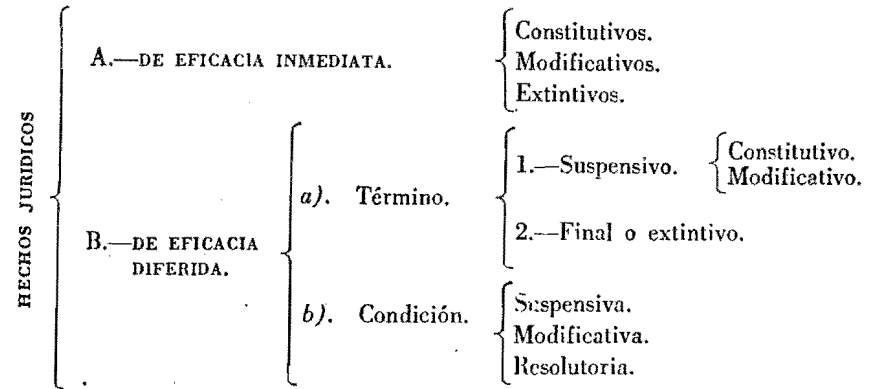 HECHOS JURIDICOS
A.—DE EFICACIA INMEDIATA.
Constitutivos.
Modificativos.
Extintivos.
B.—DE EFICACIA
DIFERIDA.
a). Término.
1.—Suspensivo.
Constitutivo.
Modificativo.
2.—Final o extintivo.
b). Condición.
Suspensiva.
Modificativa.
Resolutoria.